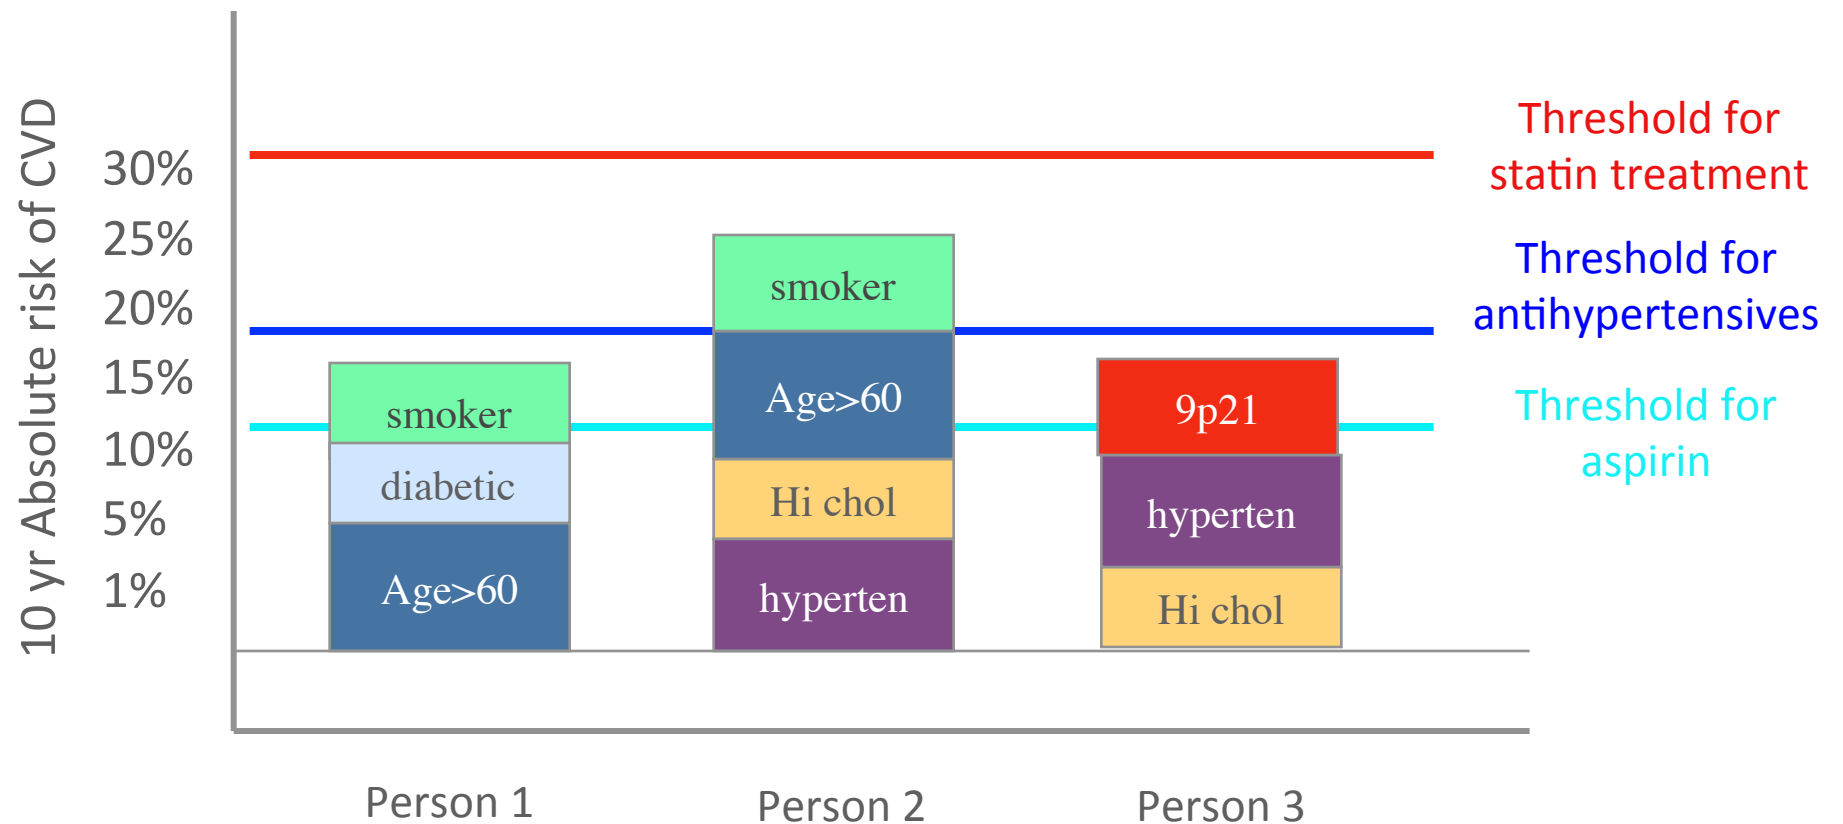 10 yr Absolute risk of CVD
30%
25%
20%
15%
10%
5%
1%
smoker
diabetic
Age>60
smoker
Age>60
Hi chol
hyperten
9p21
hyperten
Hi chol
Threshold for
statin treatment
Threshold for
antihypertensives
Threshold for
aspirin
Person 1
Person 2
Person 3